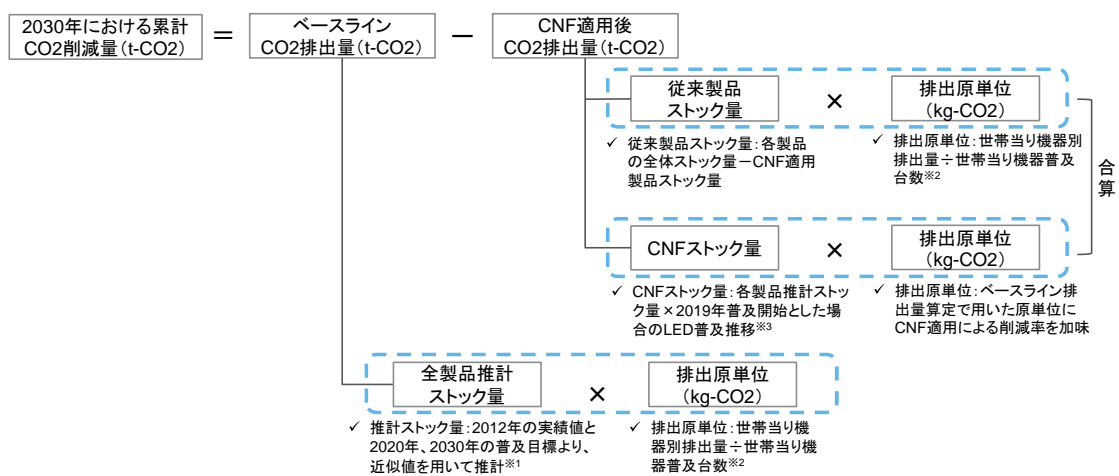 2030年における累計
CO2削減量(t-CO2)
=
ベースライン
CO2排出量(t-CO2)
−
CNF適用後
CO2排出量(t-CO2)
従来製品
ストック量
×
排出原単位
(kg-CO2)
✓ 従来製品ストック量:各製品
の全体ストック量−CNF適用
製品ストック量
✓ 排出原単位:世帯当り機器別
排出量÷世帯当り機器普及
台数※2
合算
CNFストック量
×
排出原単位
(kg-CO2)
✓ CNFストック量:各製品推計ストッ
ク量×2019年普及開始とした場
合のLED普及推移※3
✓ 排出原単位:ベースライン排
出量算定で用いた原単位に
CNF適用による削減率を加味
全製品推計
ストック量
×
排出原単位
(kg-CO2)
✓ 推計ストック量:2012年の実績値と
2020年、2030年の普及目標より、
近似値を用いて推計※1
✓ 排出原単位:世帯当り機
器別排出量÷世帯当り機
器普及台数※2